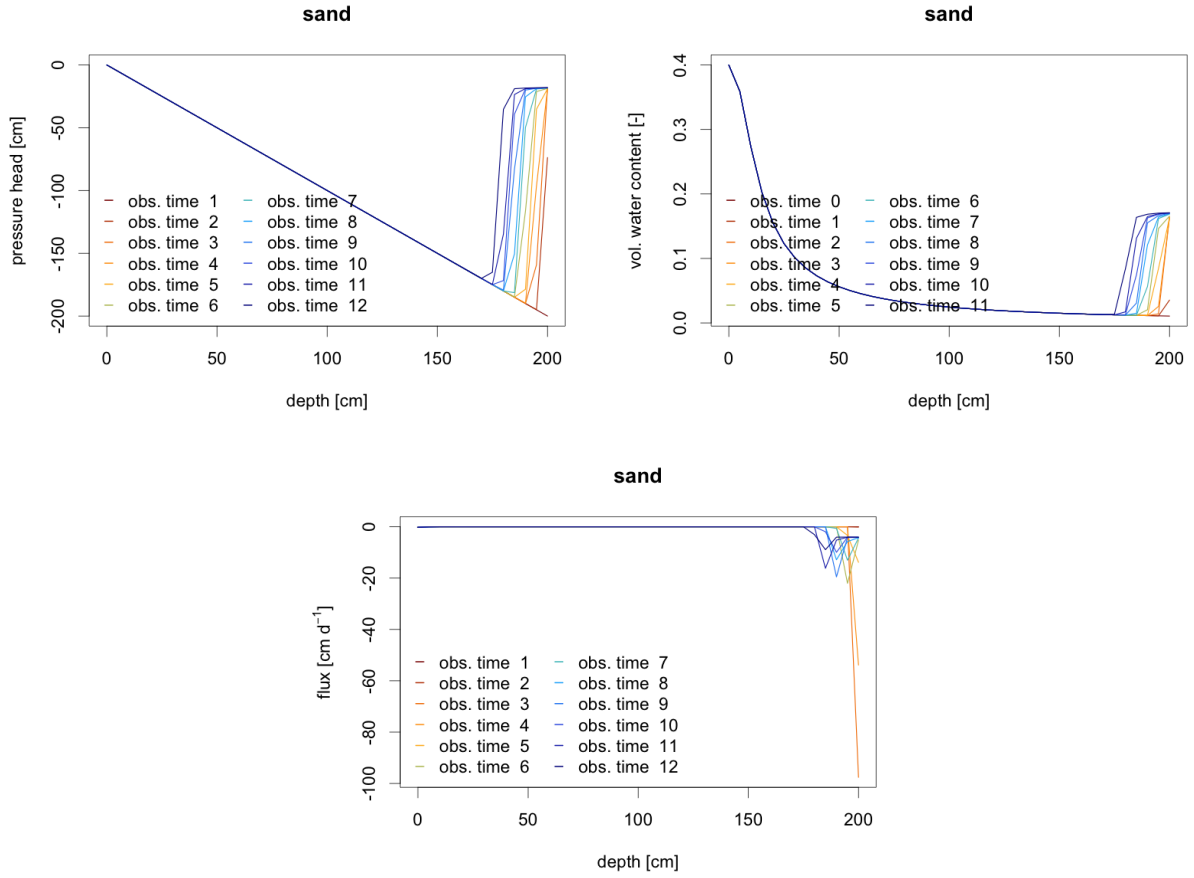 sand
pressure head [cm]
0
-50
-100
-150
-200
obs. time 1
obs. time 2
obs. time 3
obs. time 4
obs. time 5
obs. time 6
obs. time 7
obs. time 8
obs. time 9
obs. time 10
obs. time 11
obs. time 12
0 50 100 150 200
depth [cm]
sand
vol. water content [-]
0.4
0.3
0.2
0.1
0.0
obs. time 0
obs. time 1
obs. time 2
obs. time 3
obs. time 4
obs. time 5
obs. time 6
obs. time 7
obs. time 8
obs. time 9
obs. time 10
obs. time 11
0 50 100 150 200
depth [cm]
sand
flux [cm d⁻¹]
0
-20
-40
-60
-80
-100
obs. time 1
obs. time 2
obs. time 3
obs. time 4
obs. time 5
obs. time 6
obs. time 7
obs. time 8
obs. time 9
obs. time 10
obs. time 11
obs. time 12
0 50 100 150 200
depth [cm]